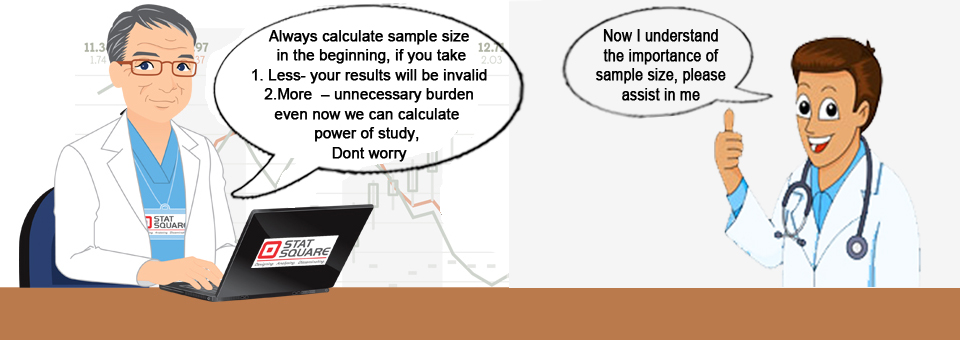 11.3
97
1.74
37
12.7
2.03
Always calculate sample size
in the beginning, if you take
1. Less- your results will be invalid
2.More – unnecessary burden
even now we can calculate
power of study,
Dont worry
Now I understand
the importance of
sample size, please
assist in me
STAT
SQUARE
STAT
SQUARE
Designing Analyzing Disseminating